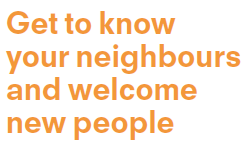 Get to know
your neighbours
and welcome
new people